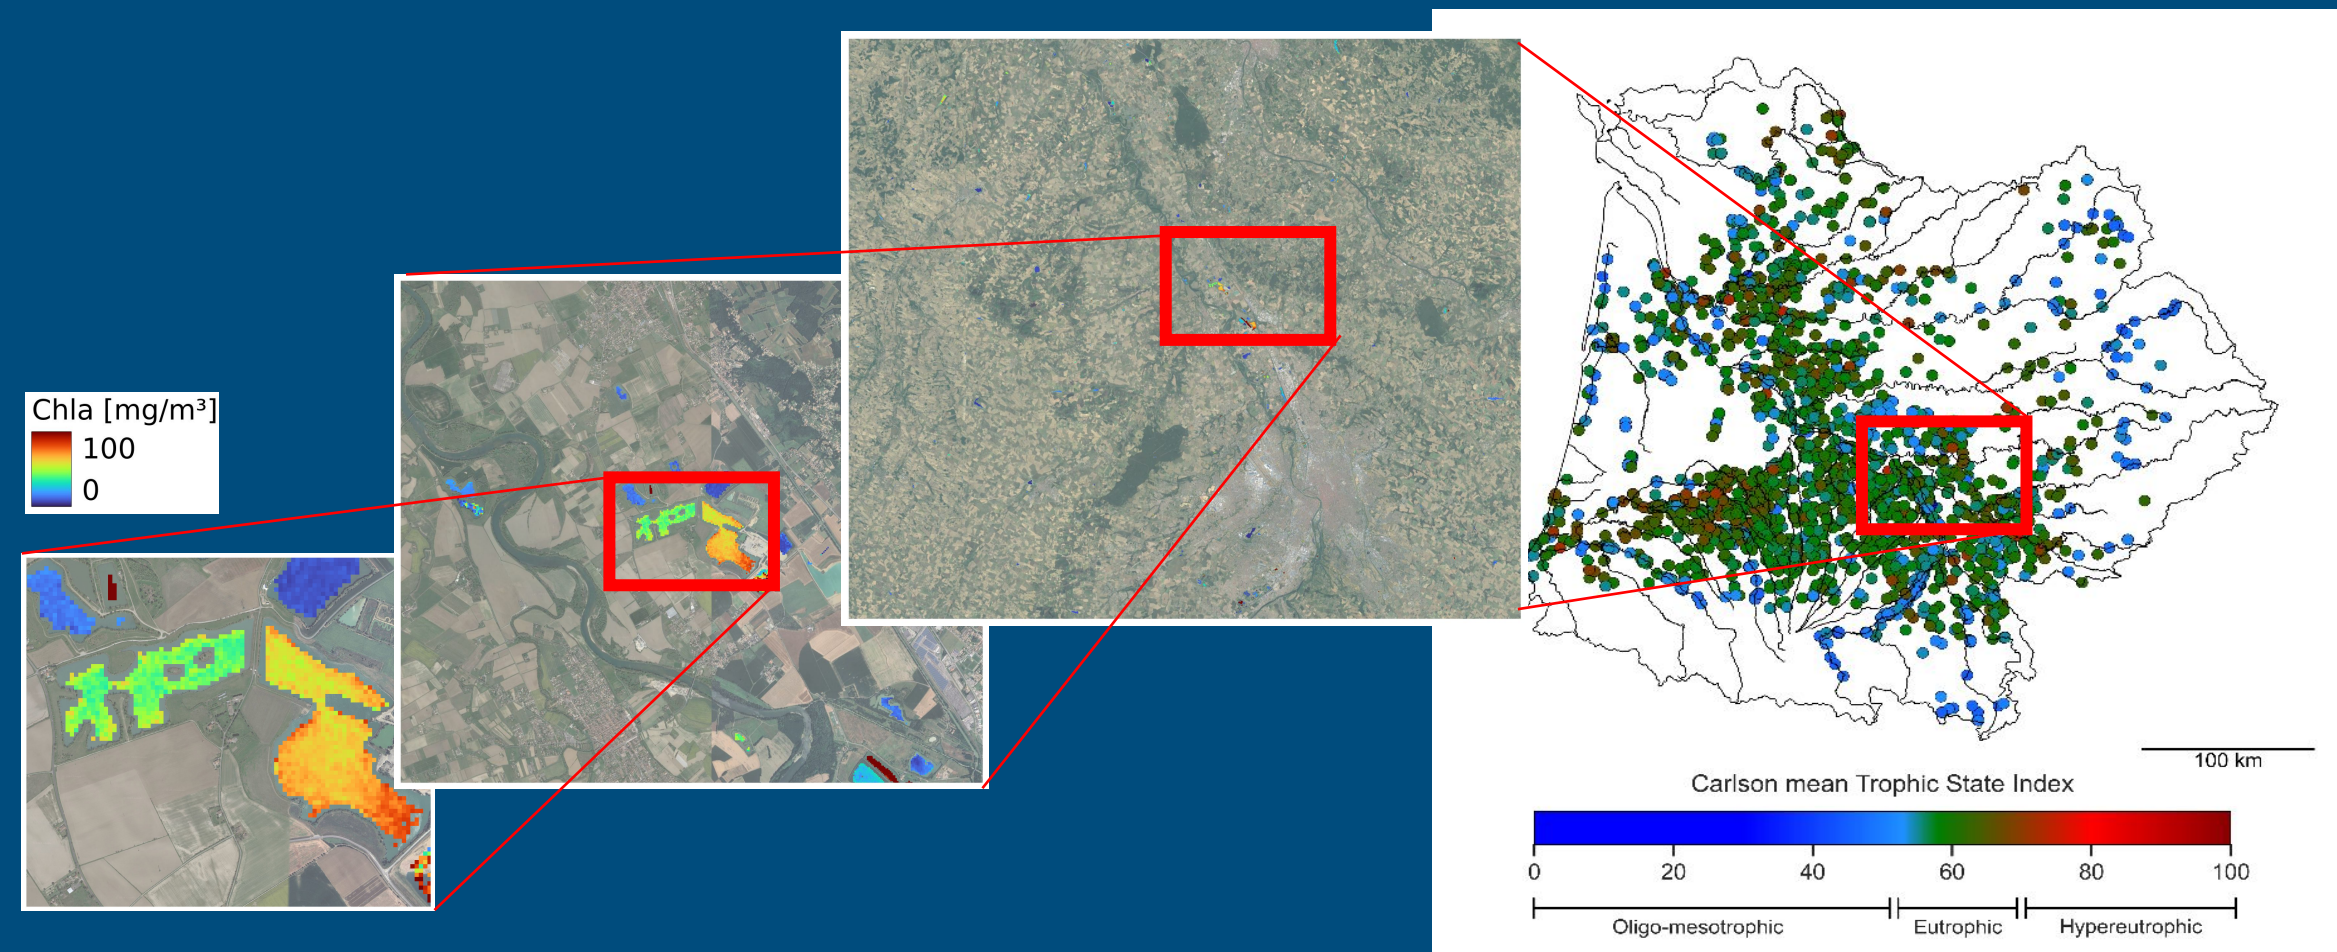 Chla [mg/m³]
100
0
100 km
Carlson mean Trophic State Index
0 20 40 60 80 100
Oligo-mesotrophic Eutrophic Hypereutrophic